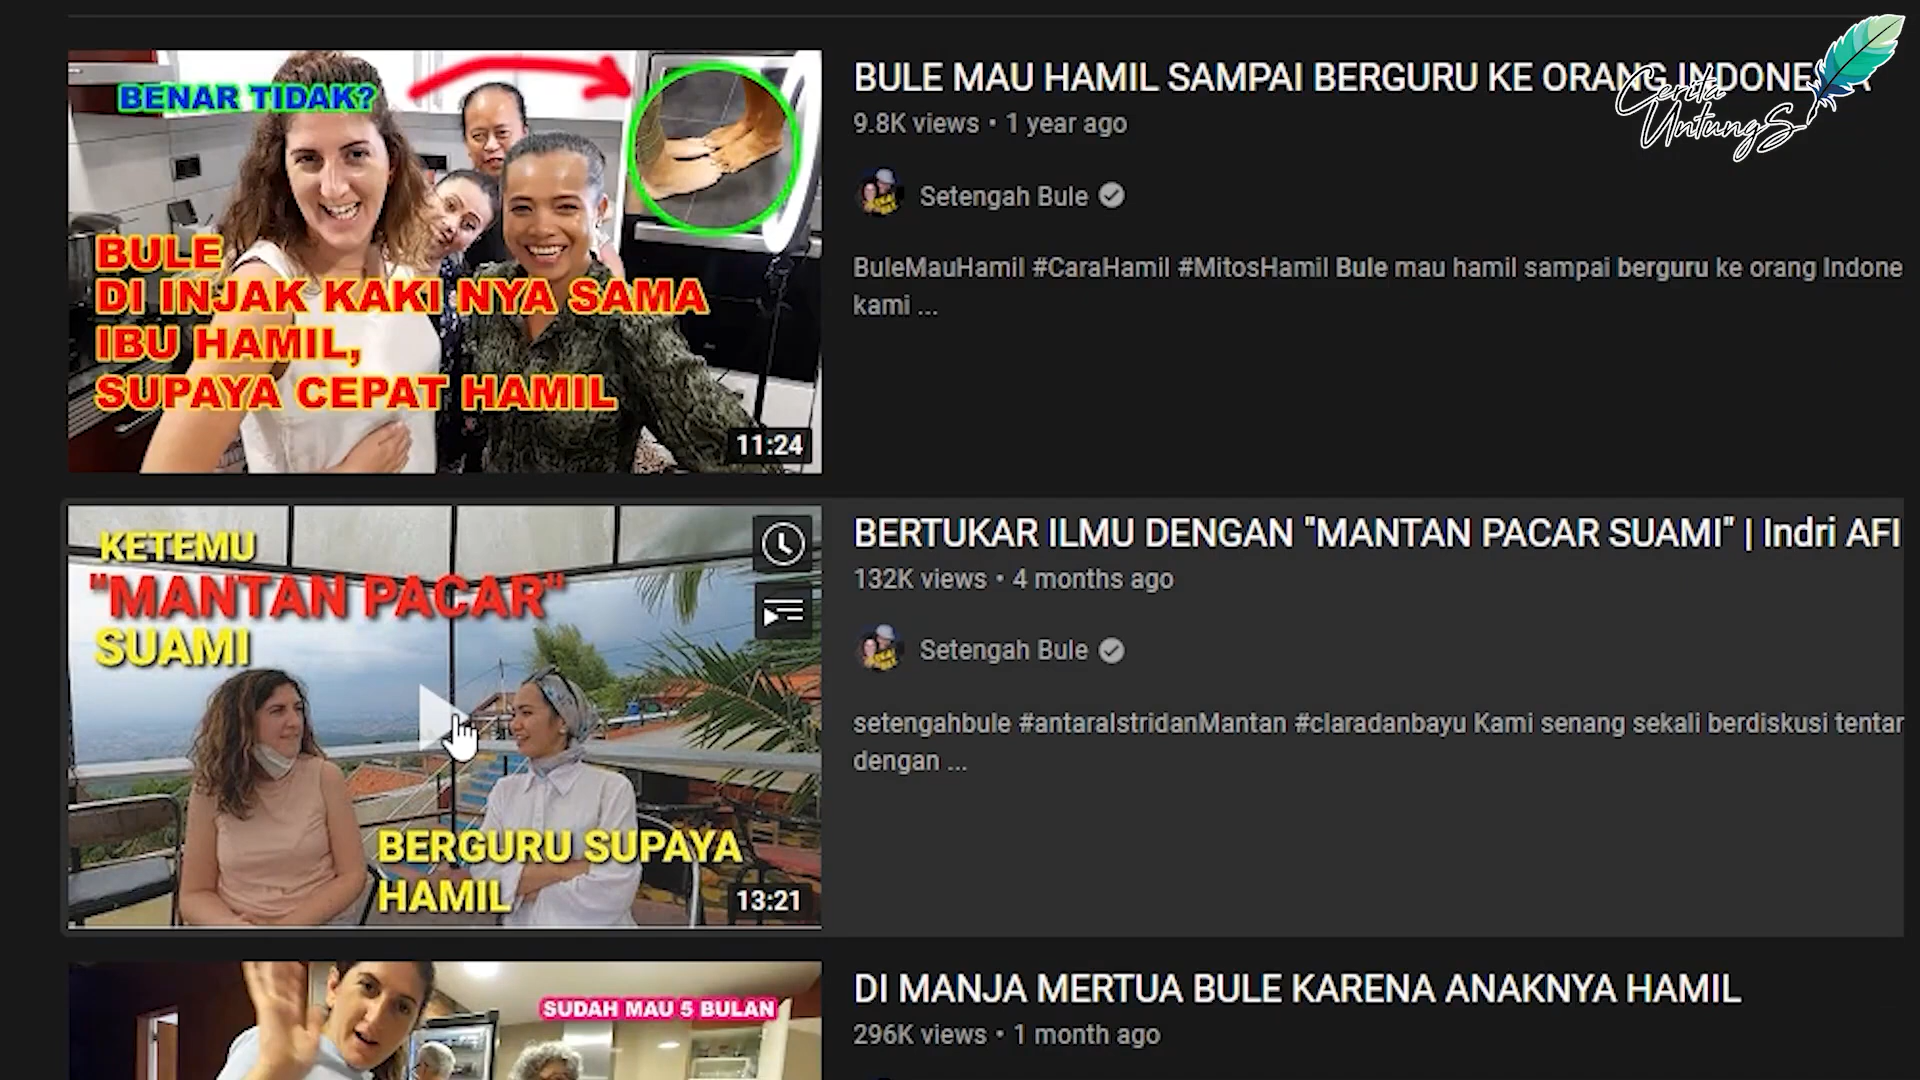 BENAR TIDAK?
BULE
DI INJAK KAKI NYA SAMA
IBU HAMIL,
SUPAYA CEPAT HAMIL
11:24
BULE MAU HAMIL SAMPAI BERGURU KE ORANG
9.8K views • 1 year ago
Setengah Bule
BuleMauHamil #CaraHamil #MitosHamil Bule mau hamil sampai berguru ke orang Indone
kami ...
Cerita
UntungS
KETEMU
"MANTAN PACAR"
SUAMI
BERGURU SUPAYA
HAMIL
13:21
BERTUKAR ILMU DENGAN "MANTAN PACAR SUAMI" | Indri AFI
132K views • 4 months ago
Setengah Bule
setengahbule #antaraIstridanMantan #claradanbayu Kami senang sekali berdiskusi tentan
dengan ...
SUDAH MAU 5 BULAN
DI MANJA MERTUA BULE KARENA ANAKNYA HAMIL
296K views • 1 month ago